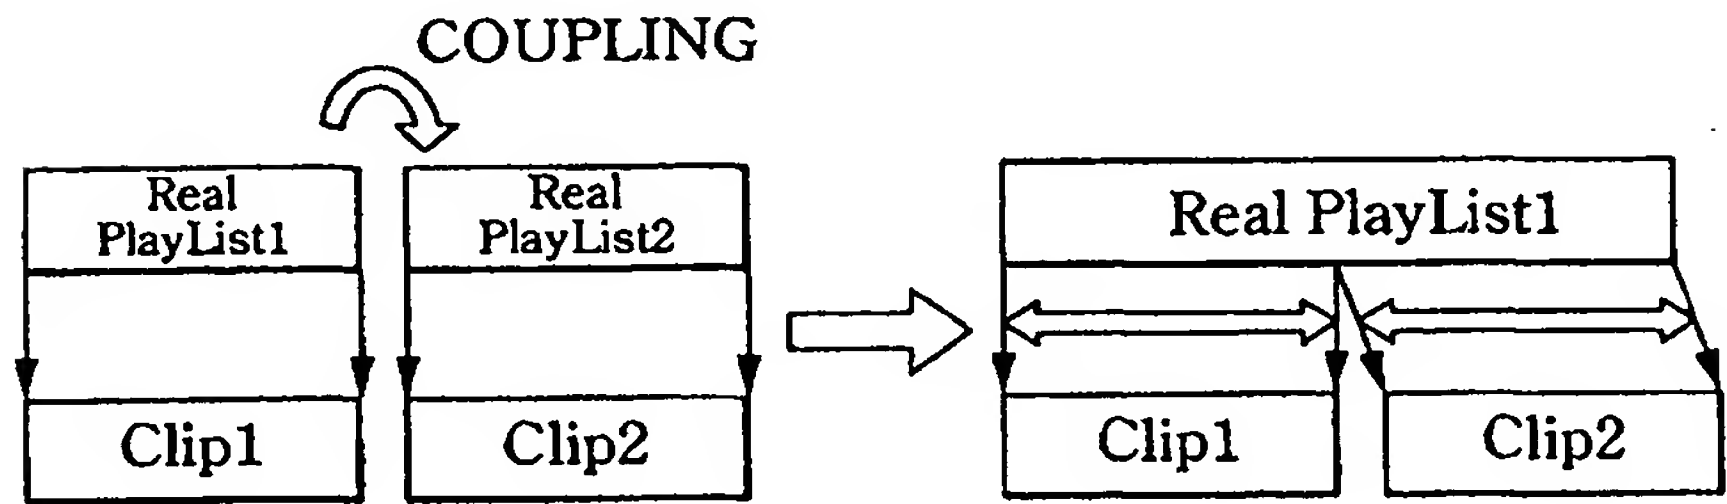 COUPLING
Real
PlayList1
Real
PlayList2
Real PlayList1
Clip1
Clip2
Clip1
Clip2